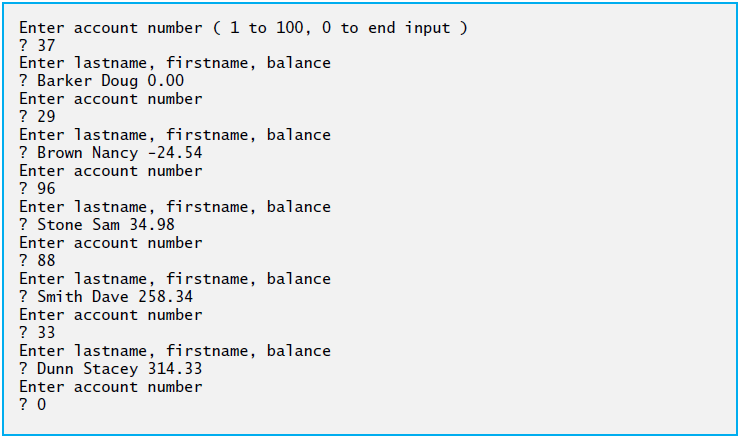 Enter account number ( 1 to 100, 0 to end input )
? 37
Enter lastname, firstname, balance
? Barker Doug 0.00
Enter account number
? 29
Enter lastname, firstname, balance
? Brown Nancy -24.54
Enter account number
? 96
Enter lastname, firstname, balance
? Stone Sam 34.98
Enter account number
? 88
Enter lastname, firstname, balance
? Smith Dave 258.34
Enter account number
? 33
Enter lastname, firstname, balance
? Dunn Stacey 314.33
Enter account number
? 0